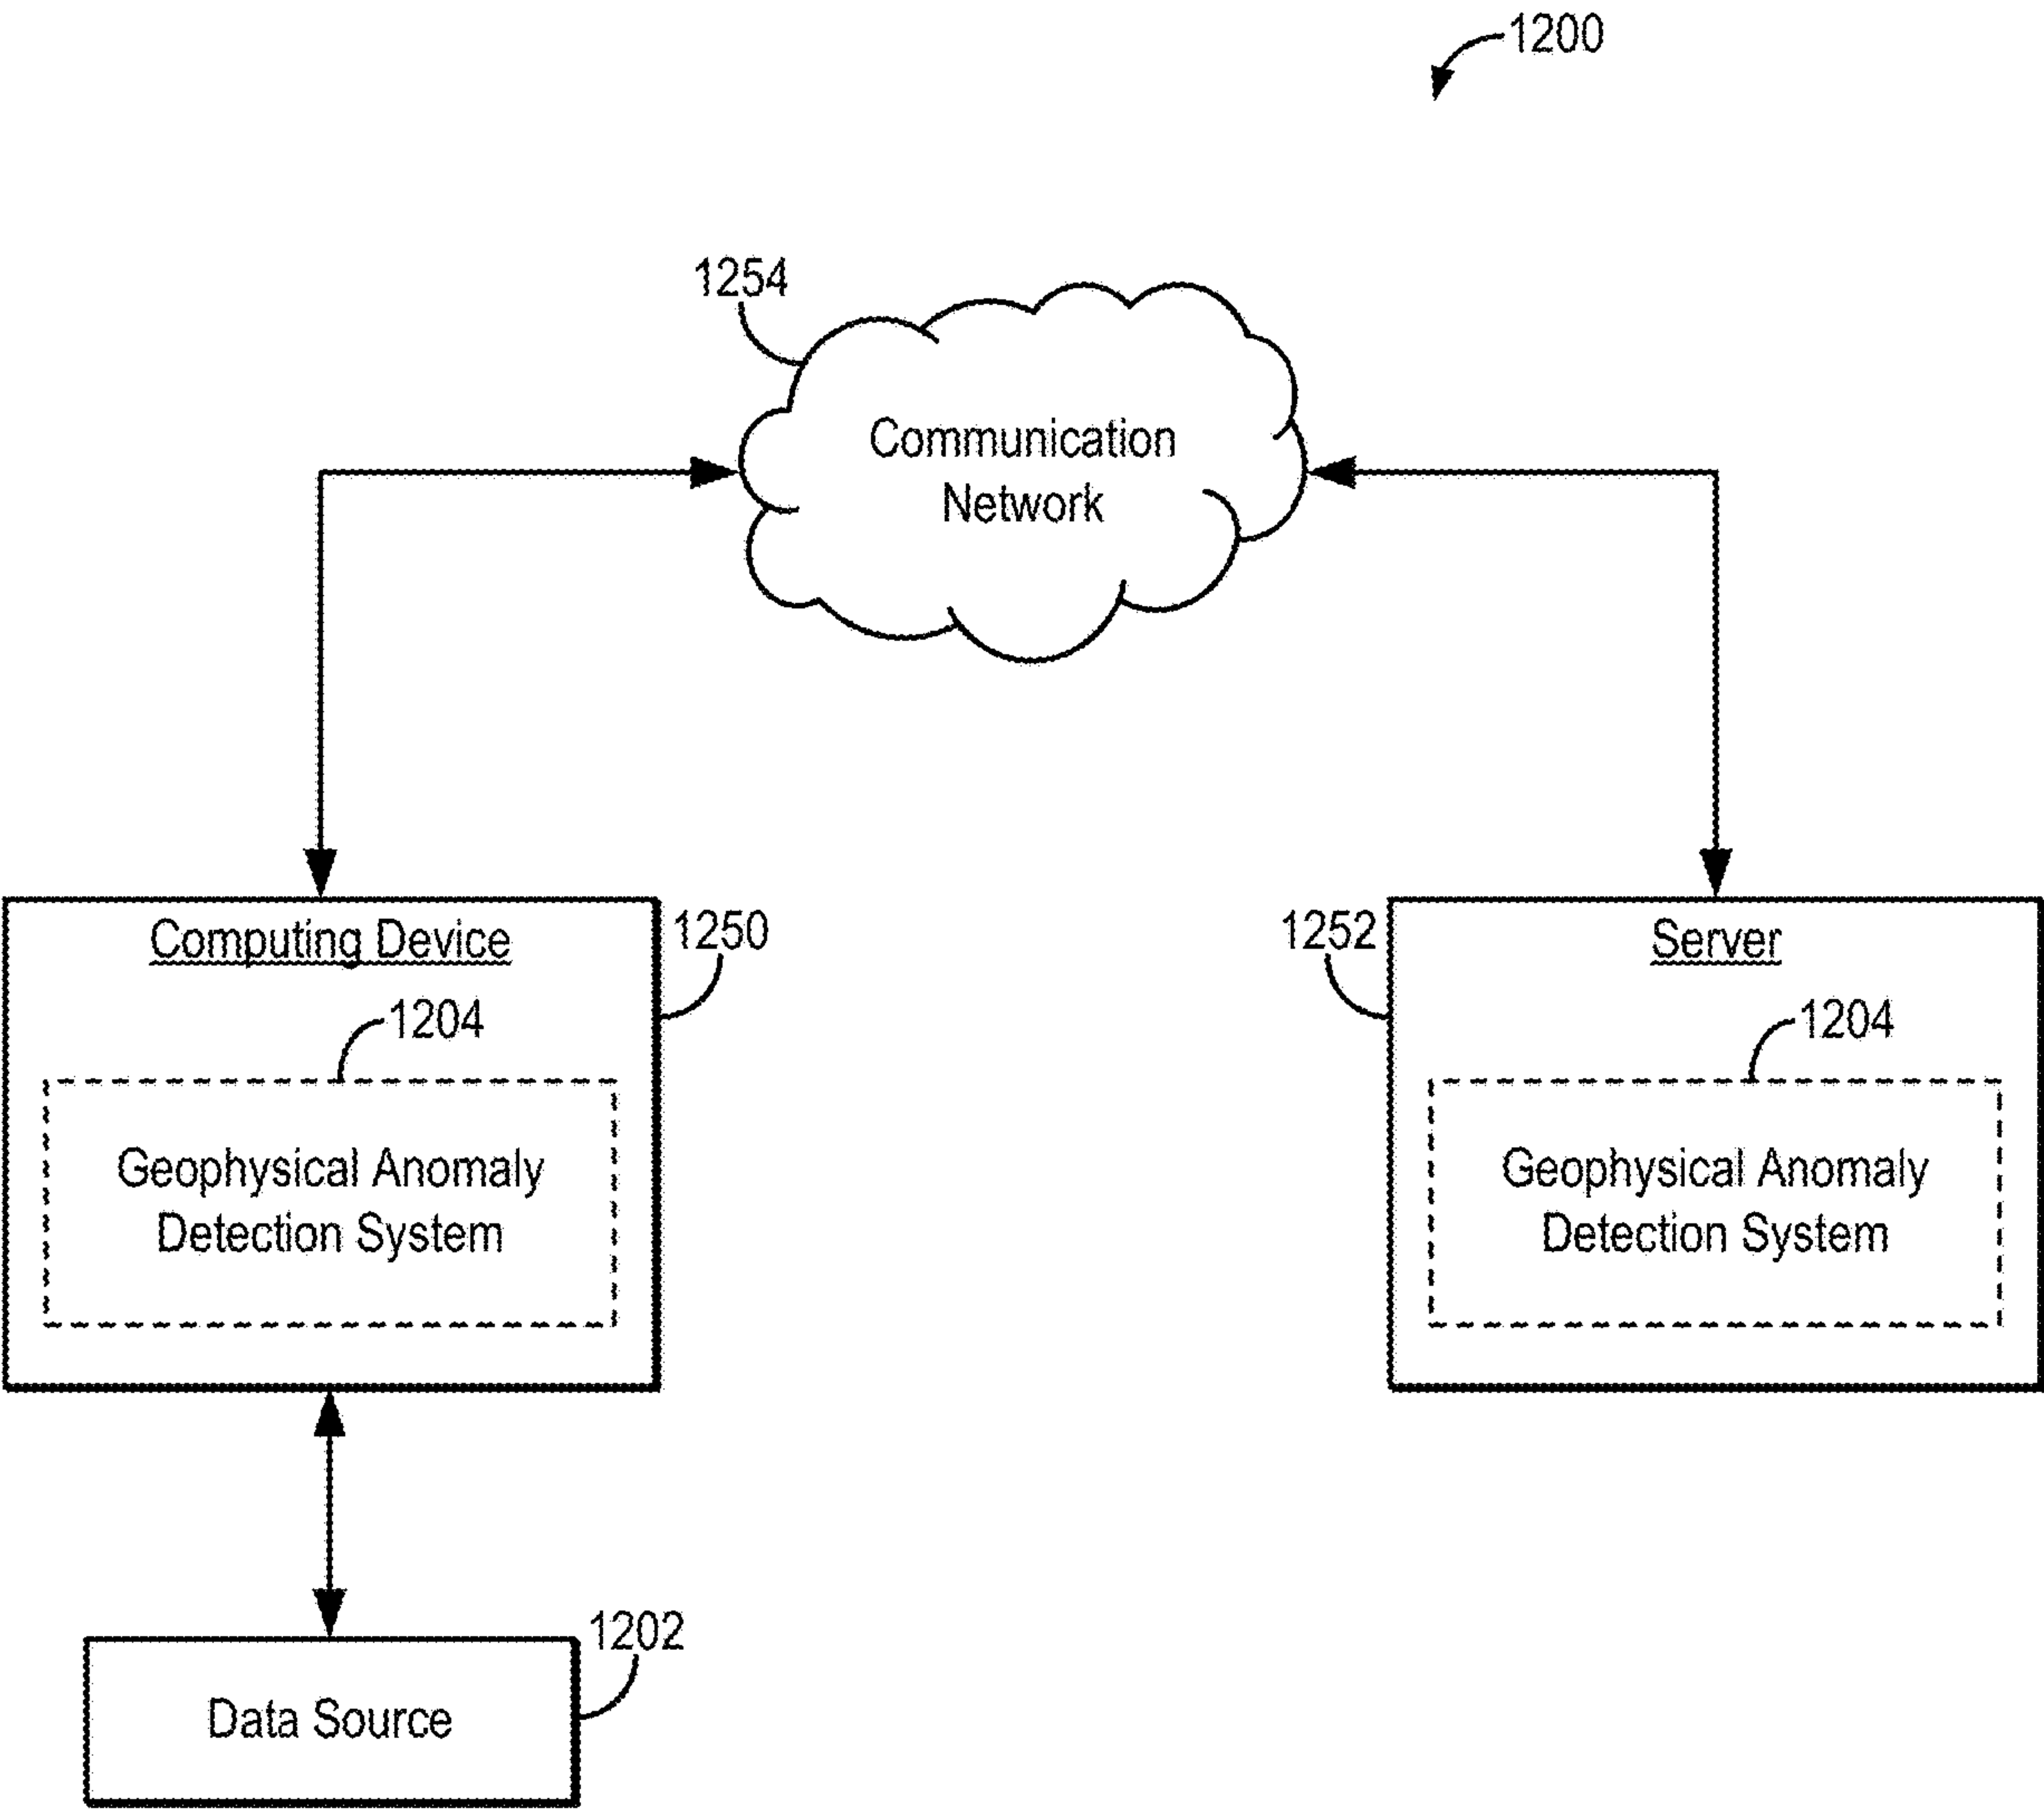 1200
1254
Communication
Network
Computing Device
1250
1252
Server
1204
1204
Geophysical Anomaly
Detection System
Geophysical Anomaly
Detection System
1202
Data Source